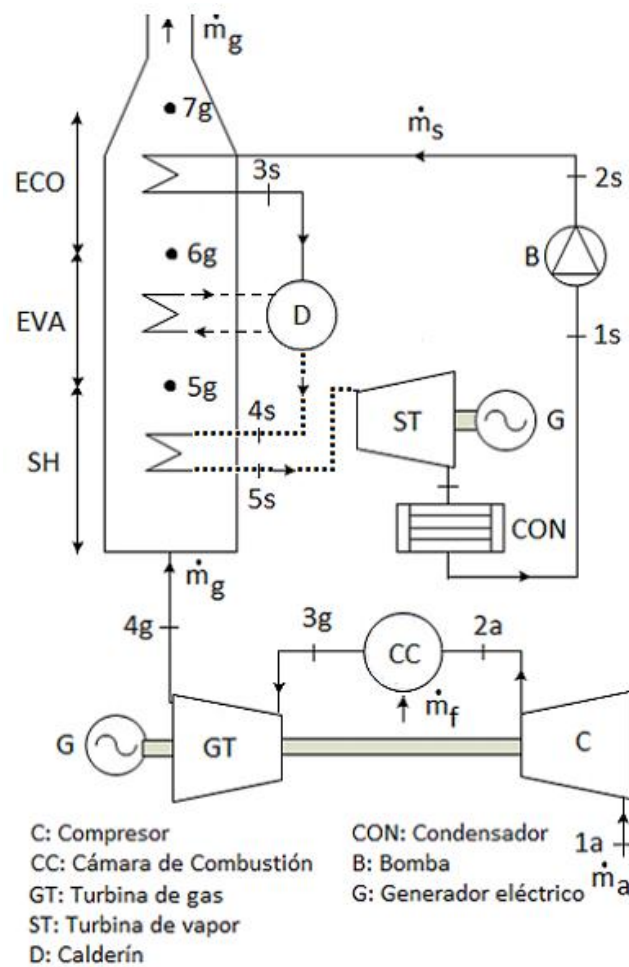 ṁg
7g
ṁs
ECO
3s
2s
6g
B
D
EVA
1s
5g
4s
ST
G
SH
5s
CON
ṁg
4g
3g
CC
2a
ṁf
G
GT
C
C: Compresor
CC: Cámara de Combustión
GT: Turbina de gas
ST: Turbina de vapor
D: Calderín
CON: Condensador
B: Bomba
G: Generador eléctrico
1a
ṁa